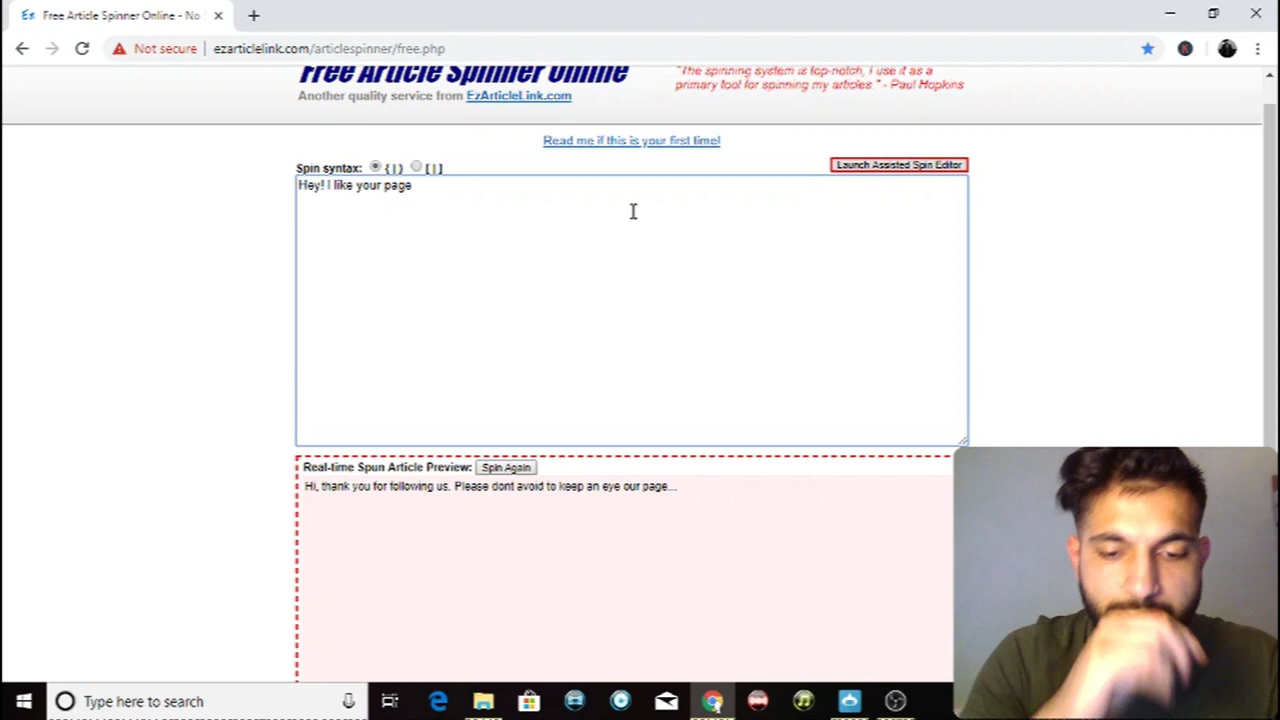 Free Article Spinner Online - No
Not secure
ezarticlelink.com/articlespinner/free.php
Free Article Spinner Online
"The spinning system is top-notch, I use it as a
primary tool for spinning my articles." - Paul Hopkins
Another quality service from EzArticleLink.com
Read me if this is your first time!
Spin syntax: { | } [ | ]
Launch Assisted Spin Editor
Hey! I like your page
Real-time Spun Article Preview: Spin Again
Hi, thank you for following us. Please dont avoid to keep an eye our page...
Type here to search